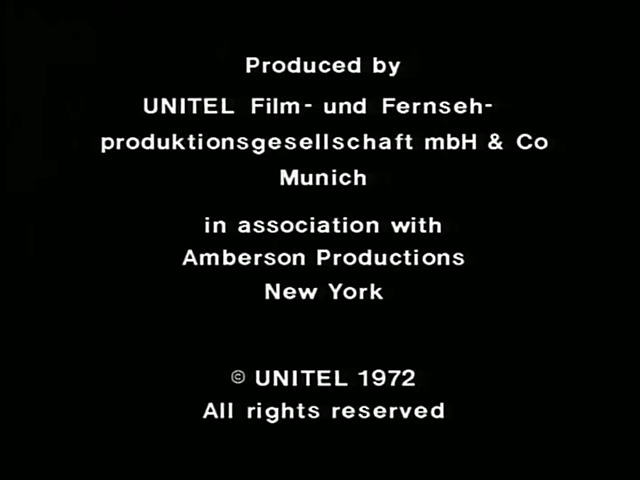 Produced by
UNITEL Film- und Fernseh-
produktionsgesellschaft mbH & Co
Munich
in association with
Amberson Productions
New York
© UNITEL 1972
All rights reserved